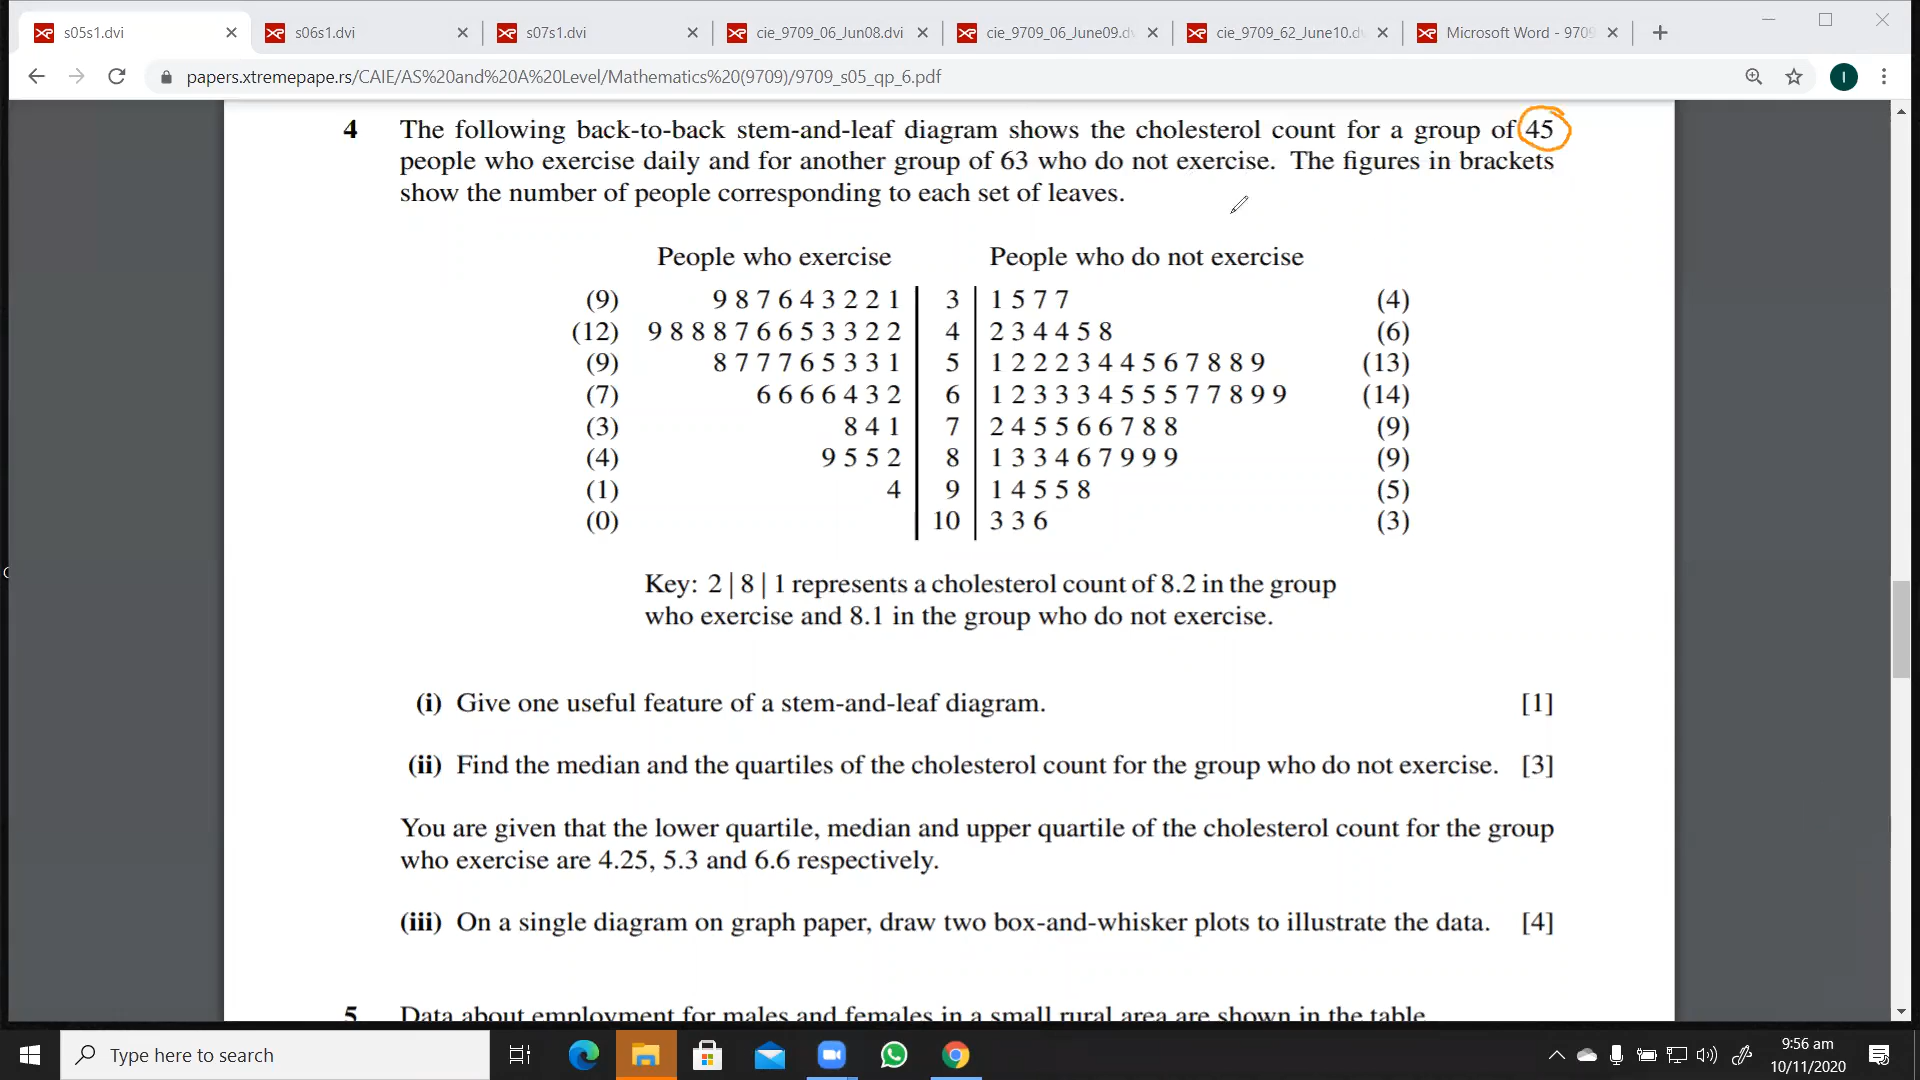 s05s1.dvi
s06s1.dvi
s07s1.dvi
cie_9709_06_Jun08.dvi
cie_9709_06_June09.dv
cie_9709_62_June10.d
Microsoft Word - 9709
papers.xtremepape.rs/CAIE/AS%20and%20A%20Level/Mathematics%20(9709)/9709_s05_qp_6.pdf
I
4 The following back-to-back stem-and-leaf diagram shows the cholesterol count for a group of 45
people who exercise daily and for another group of 63 who do not exercise. The figures in brackets
show the number of people corresponding to each set of leaves.
People who exercise People who do not exercise
(9) 9 8 7 6 4 3 2 2 1 3 1 5 7 7 (4)
(12) 9 8 8 8 7 6 6 5 3 3 2 2 4 2 3 4 4 5 8 (6)
(9) 8 7 7 7 6 5 3 3 1 5 1 2 2 2 3 4 4 5 6 7 8 8 9 (13)
(7) 6 6 6 6 4 3 2 6 1 2 3 3 3 4 5 5 5 7 7 8 9 9 (14)
(3) 8 4 1 7 2 4 5 5 6 6 7 8 8 (9)
(4) 9 5 5 2 8 1 3 3 4 6 7 9 9 9 (9)
(1) 4 9 1 4 5 5 8 (5)
(0) 10 3 3 6 (3)
Key: 2 | 8 | 1 represents a cholesterol count of 8.2 in the group
who exercise and 8.1 in the group who do not exercise.
(i) Give one useful feature of a stem-and-leaf diagram. [1]
(ii) Find the median and the quartiles of the cholesterol count for the group who do not exercise. [3]
You are given that the lower quartile, median and upper quartile of the cholesterol count for the group
who exercise are 4.25, 5.3 and 6.6 respectively.
(iii) On a single diagram on graph paper, draw two box-and-whisker plots to illustrate the data. [4]
5 Data about employment for males and females in a small rural area are shown in the table.
Type here to search
9:56 am
10/11/2020